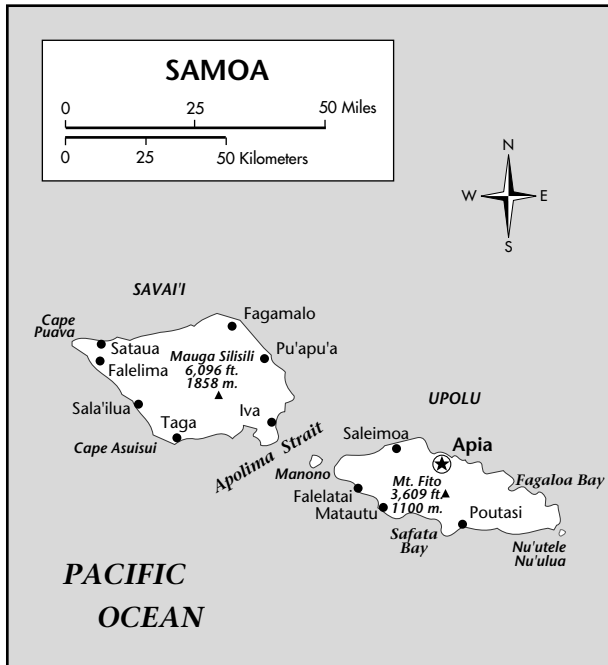 SAMOA
0 25 50 Miles
0 25 50 Kilometers
N
W E
S
SAVAI'I
Cape
Puava
Fagamalo
Sataua
Mauga Silisili
6,096 ft.
1858 m.
Pu'apu'a
Falelima
Sala'ilua
Taga
Iva
Cape Asuisui
Apolima Strait
UPOLU
Saleimoa
Apia
Manono
Mt. Fito
3,609 ft.
1100 m.
Fagaloa Bay
Falelatai
Matautu
Safata
Bay
Poutasi
Nu'utele
Nu'ulua
PACIFIC
OCEAN